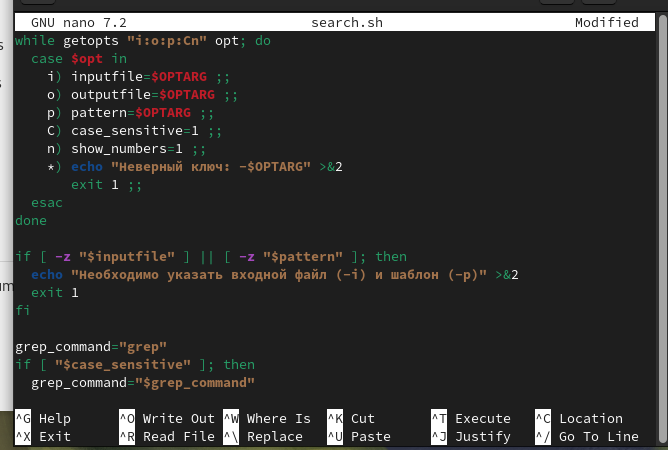 GNU nano 7.2 search.sh Modified
while getopts "i:o:p:Cn" opt; do
  case $opt in
    i) inputfile=$OPTARG ;;
    o) outputfile=$OPTARG ;;
    p) pattern=$OPTARG ;;
    C) case_sensitive=1 ;;
    n) show_numbers=1 ;;
    *) echo "Неверный ключ: -$OPTARG" >&2
       exit 1 ;;
  esac
done
if [ -z "$inputfile" ] || [ -z "$pattern" ]; then
  echo "Необходимо указать входной файл (-i) и шаблон (-p)" >&2
  exit 1
fi
grep_command="grep"
if [ "$case_sensitive" ]; then
  grep_command="$grep_command"
^G Help ^O Write Out ^W Where Is ^K Cut ^T Execute ^C Location
^X Exit ^R Read File ^\ Replace ^U Paste ^J Justify ^/ Go To Line